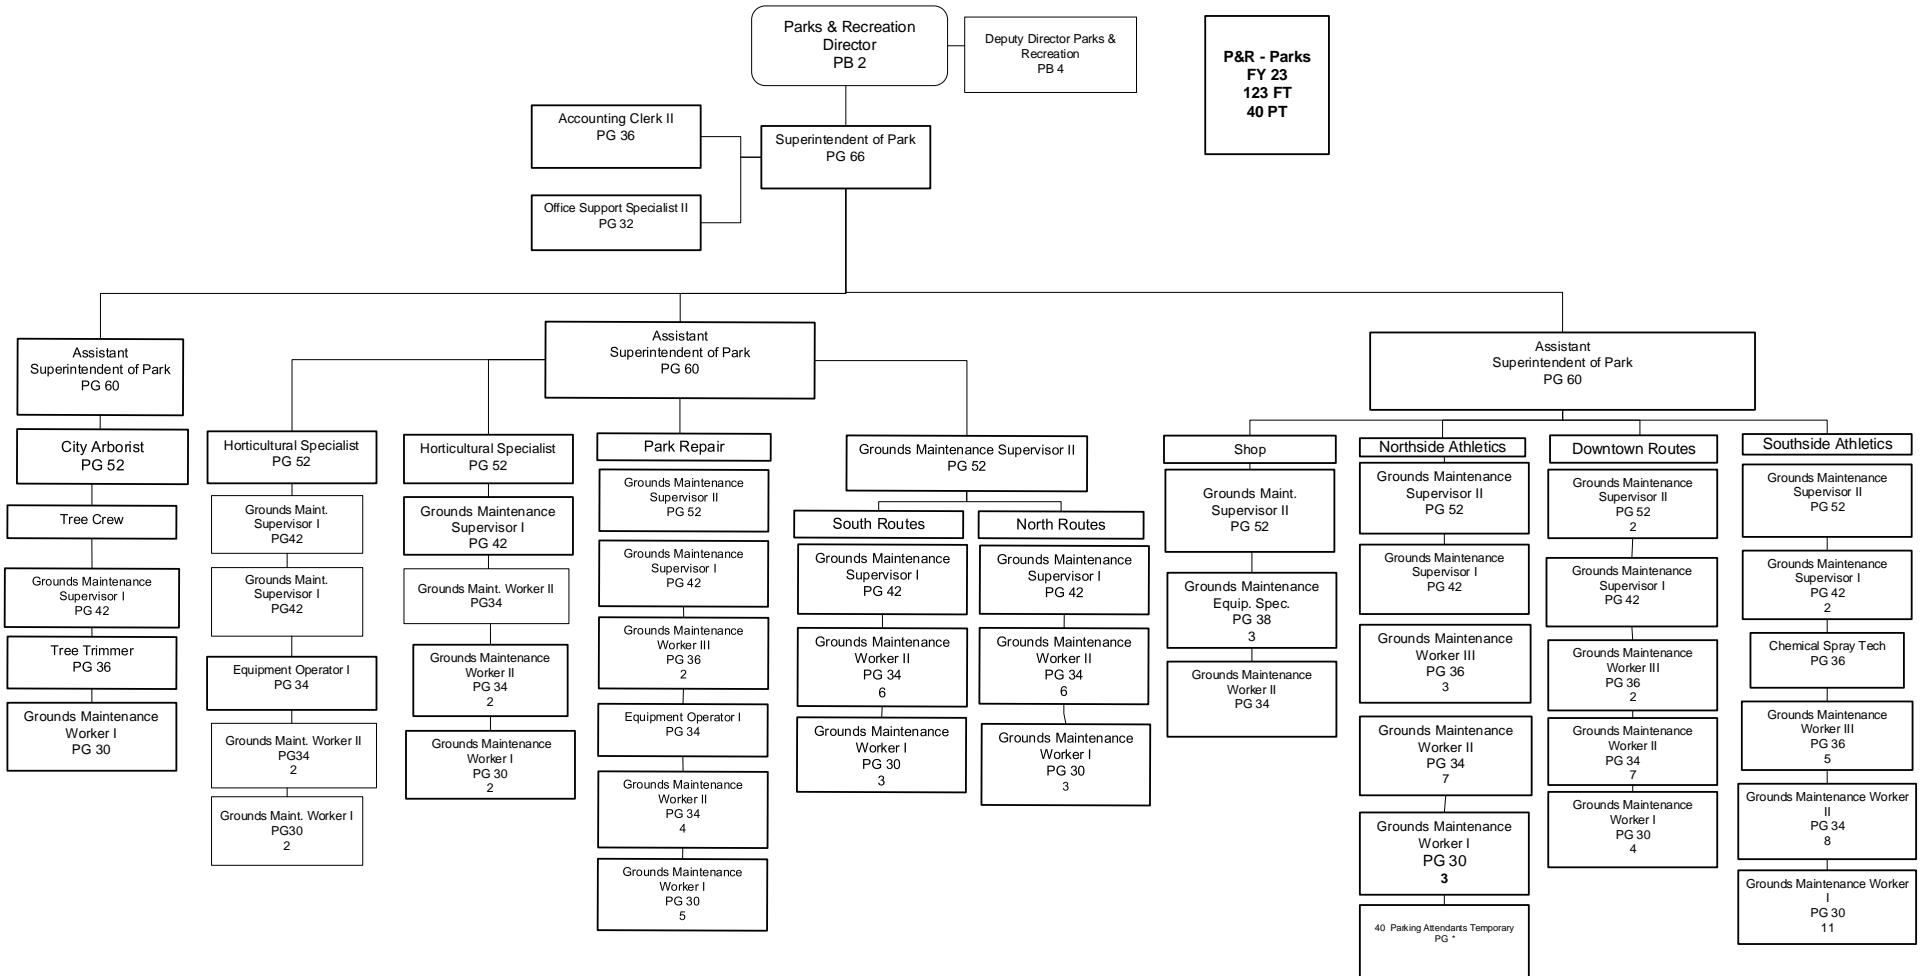 Parks & Recreation
Director
PB 2
Deputy Director Parks &
Recreation
PB 4
P&R - Parks
FY 23
123 FT
40 PT
Accounting Clerk II
PG 36
Superintendent of Park
PG 66
Office Support Specialist II
PG 32
Assistant
Superintendent of Park
PG 60
City Arborist
PG 52
Tree Crew
Grounds Maintenance
Supervisor I
PG 42
Tree Trimmer
PG 36
Grounds Maintenance
Worker I
PG 30
Assistant
Superintendent of Park
PG 60
Horticultural Specialist
PG 52
Grounds Maint.
Supervisor I
PG42
Grounds Maint.
Supervisor I
PG42
Equipment Operator I
PG 34
Grounds Maint. Worker II
PG34
2
Grounds Maint. Worker I
PG30
2
Horticultural Specialist
PG 52
Grounds Maintenance
Supervisor I
PG 42
Grounds Maint. Worker II
PG34
Grounds Maintenance
Worker II
PG 34
2
Grounds Maintenance
Worker I
PG 30
2
Park Repair
Grounds Maintenance
Supervisor II
PG 52
Grounds Maintenance
Supervisor I
PG 42
Grounds Maintenance
Worker III
PG 36
2
Equipment Operator I
PG 34
Grounds Maintenance
Worker II
PG 34
4
Grounds Maintenance
Worker I
PG 30
5
Grounds Maintenance Supervisor II
PG 52
South Routes
Grounds Maintenance
Supervisor I
PG 42
Grounds Maintenance
Worker II
PG 34
6
Grounds Maintenance
Worker I
PG 30
3
North Routes
Grounds Maintenance
Supervisor I
PG 42
Grounds Maintenance
Worker II
PG 34
6
Grounds Maintenance
Worker I
PG 30
3
Assistant
Superintendent of Park
PG 60
Shop
Grounds Maint.
Supervisor II
PG 52
Grounds Maintenance
Equip. Spec.
PG 38
3
Grounds Maintenance
Worker II
PG 34
Northside Athletics
Grounds Maintenance
Supervisor II
PG 52
Grounds Maintenance
Supervisor I
PG 42
Grounds Maintenance
Worker III
PG 36
3
Grounds Maintenance
Worker II
PG 34
7
Grounds Maintenance
Worker I
PG 30
3
40 Parking Attendants Temporary
PG *
Downtown Routes
Grounds Maintenance
Supervisor II
PG 52
2
Grounds Maintenance
Supervisor I
PG 42
Grounds Maintenance
Worker III
PG 36
2
Grounds Maintenance
Worker II
PG 34
7
Grounds Maintenance
Worker I
PG 30
4
Southside Athletics
Grounds Maintenance
Supervisor II
PG 52
Grounds Maintenance
Supervisor I
PG 42
2
Chemical Spray Tech
PG 36
Grounds Maintenance
Worker III
PG 36
5
Grounds Maintenance Worker
II
PG 34
8
Grounds Maintenance Worker
I
PG 30
11